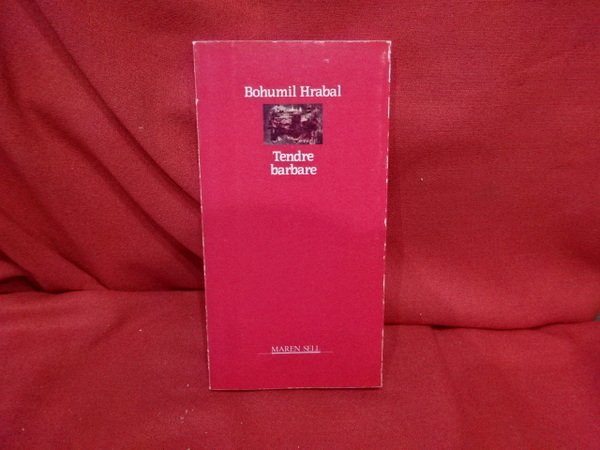 Bohumil Hrabal
Tendre
barbare
MAREN SELL